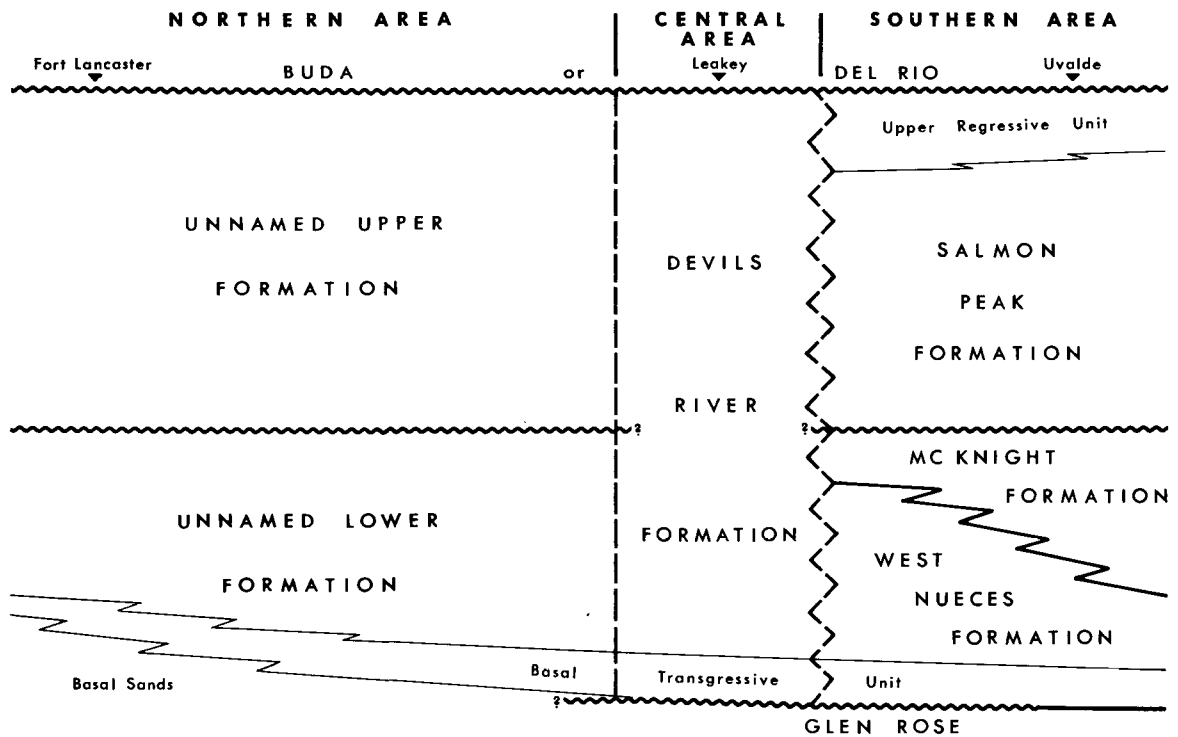 NORTHERN AREA
CENTRAL
AREA
SOUTHERN AREA
Fort Lancaster
BUDA
or
Leakey
DEL RIO
Uvalde
Upper Regressive Unit
UNNAMED UPPER
FORMATION
DEVILS
RIVER
FORMATION
SALMON
PEAK
FORMATION
?
?
MC KNIGHT
FORMATION
UNNAMED LOWER
FORMATION
WEST
NUECES
FORMATION
Basal Sands
Basal Transgressive Unit
?
GLEN ROSE